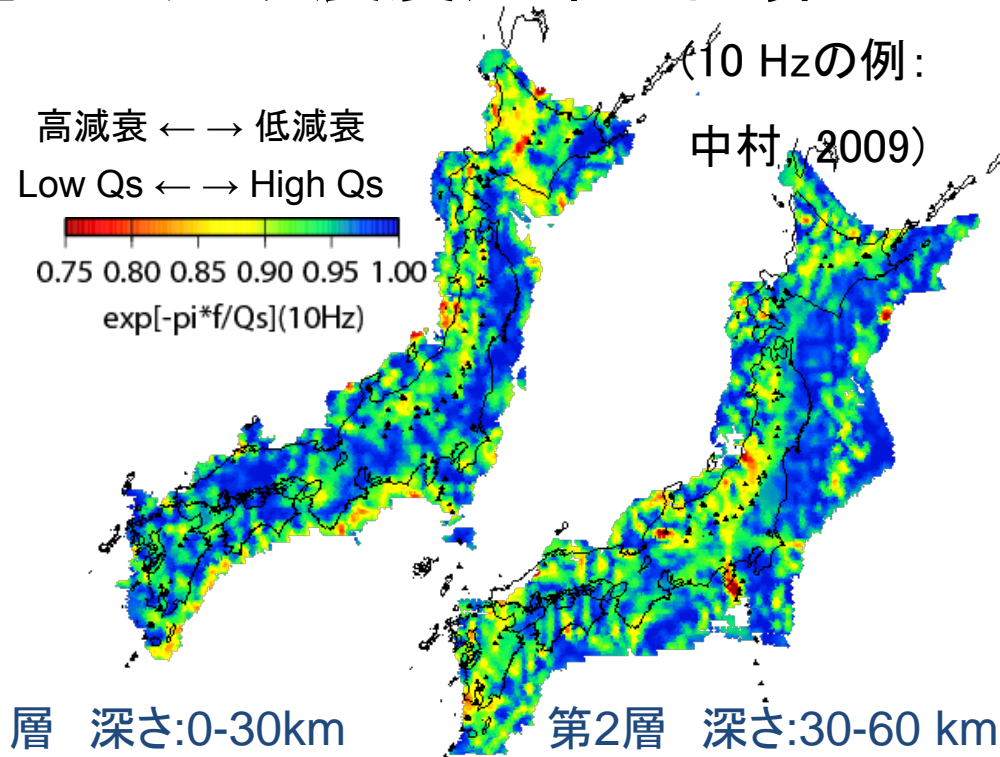 (10 Hzの例：
中村，2009)
高減衰 ← → 低減衰
Low Qs ← → High Qs
0.75 0.80 0.85 0.90 0.95 1.00
exp[-pi*f/Qs](10Hz)
層 深さ:0-30km
第2層 深さ:30-60 km